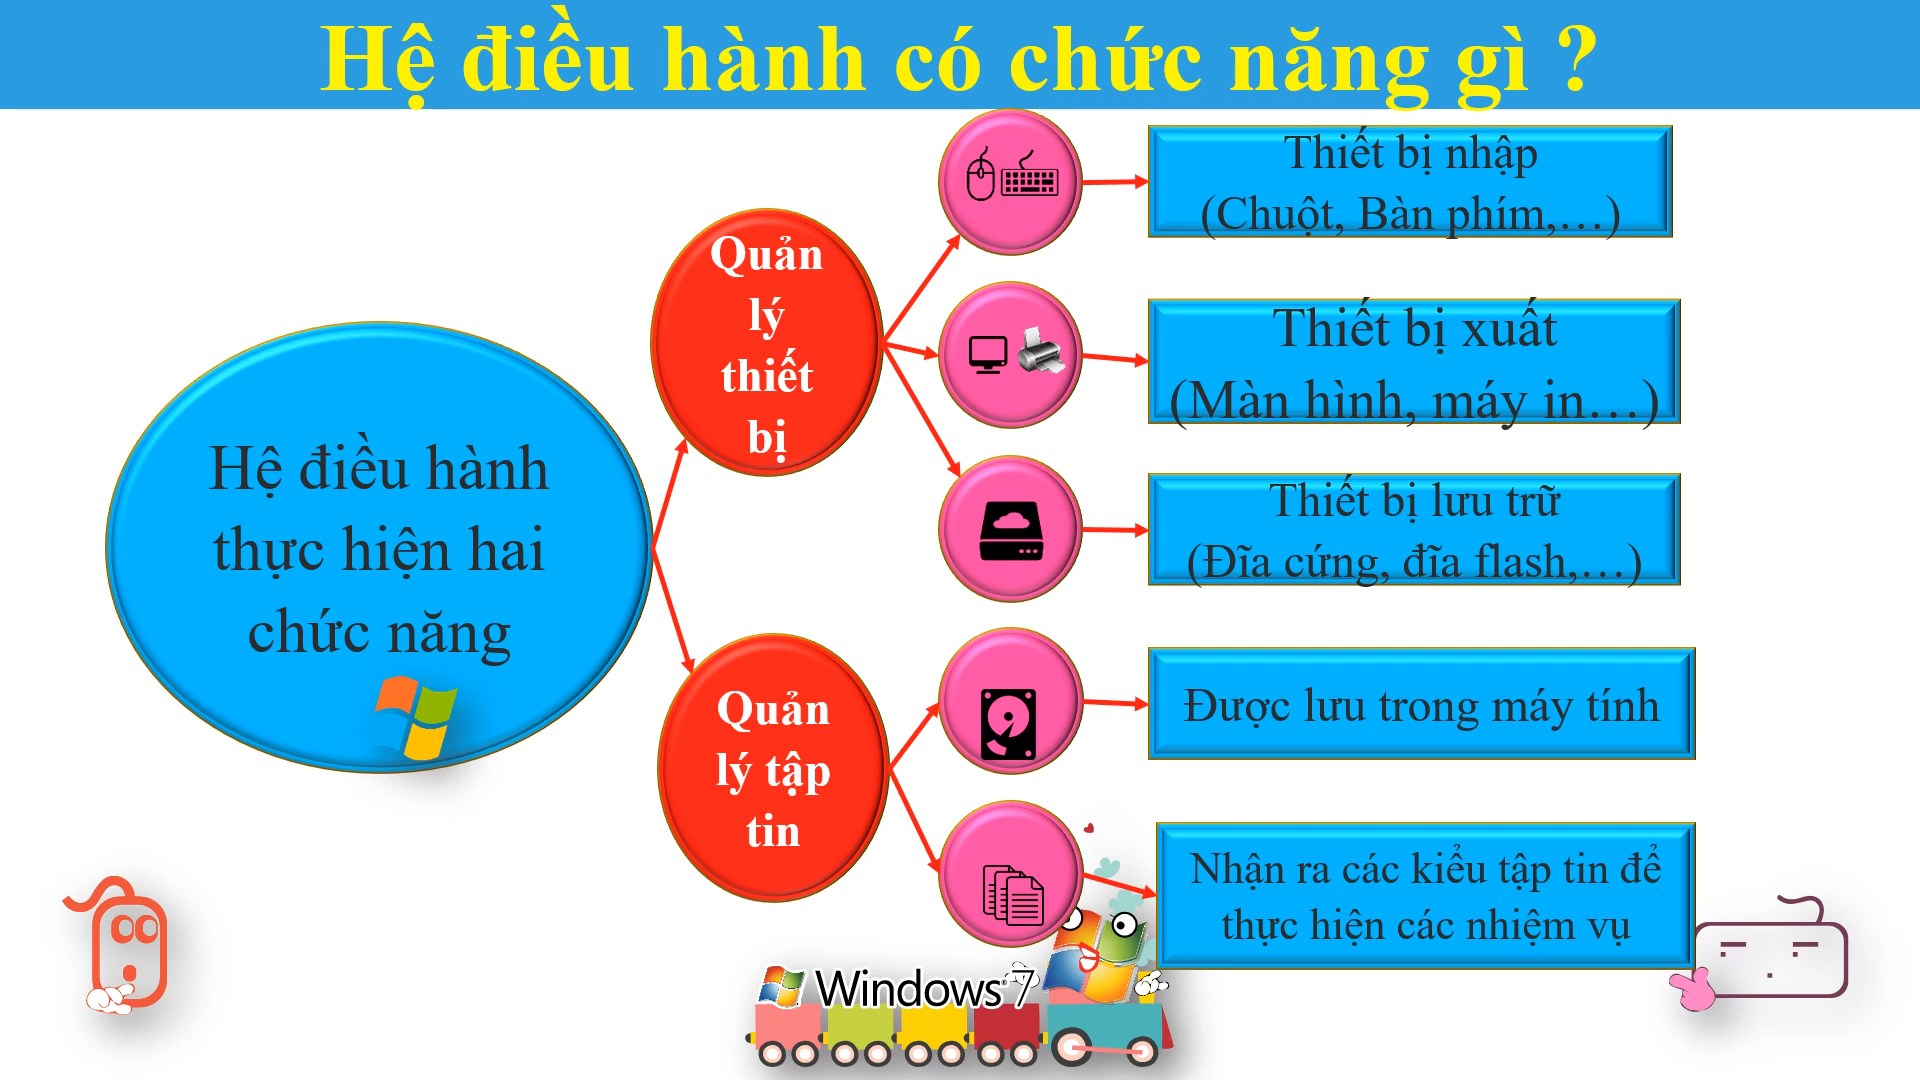 Hệ điều hành có chức năng gì ?
Hệ điều hành
thực hiện hai
chức năng
Quản
lý
thiết
bị
Thiết bị nhập
(Chuột, Bàn phím,…)
Thiết bị xuất
(Màn hình, máy in…)
Thiết bị lưu trữ
(Đĩa cứng, đĩa flash,…)
Quản
lý tập
tin
Được lưu trong máy tính
Nhận ra các kiểu tập tin để
thực hiện các nhiệm vụ
Windows 7